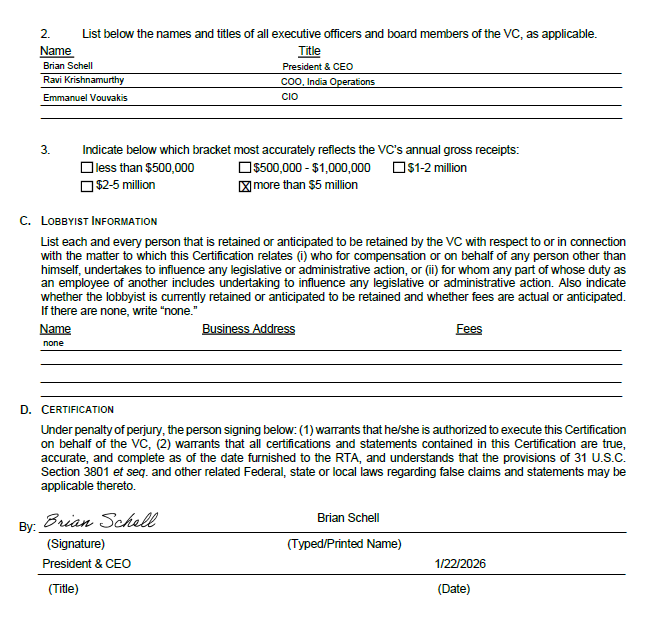 2. List below the names and titles of all executive officers and board members of the VC, as applicable.
Name Title
Brian Schell President & CEO
Ravi Krishnamurthy COO, India Operations
Emmanuel Vouvakis CIO
3. Indicate below which bracket most accurately reflects the VC's annual gross receipts:
☐ less than $500,000 ☐ $500,000 - $1,000,000 ☐ $1-2 million
☐ $2-5 million ☒ more than $5 million
C. LOBBYIST INFORMATION
List each and every person that is retained or anticipated to be retained by the VC with respect to or in connection
with the matter to which this Certification relates (i) who for compensation or on behalf of any person other than
himself, undertakes to influence any legislative or administrative action, or (ii) for whom any part of whose duty as
an employee of another includes undertaking to influence any legislative or administrative action. Also indicate
whether the lobbyist is currently retained or anticipated to be retained and whether fees are actual or anticipated.
If there are none, write “none.”
Name Business Address Fees
none
D. CERTIFICATION
Under penalty of perjury, the person signing below: (1) warrants that he/she is authorized to execute this Certification
on behalf of the VC, (2) warrants that all certifications and statements contained in this Certification are true,
accurate, and complete as of the date furnished to the RTA, and understands that the provisions of 31 U.S.C.
Section 3801 et seq. and other related Federal, state or local laws regarding false claims and statements may be
applicable thereto.
By: Brian Schell Brian Schell
(Signature) (Typed/Printed Name)
President & CEO 1/22/2026
(Title) (Date)